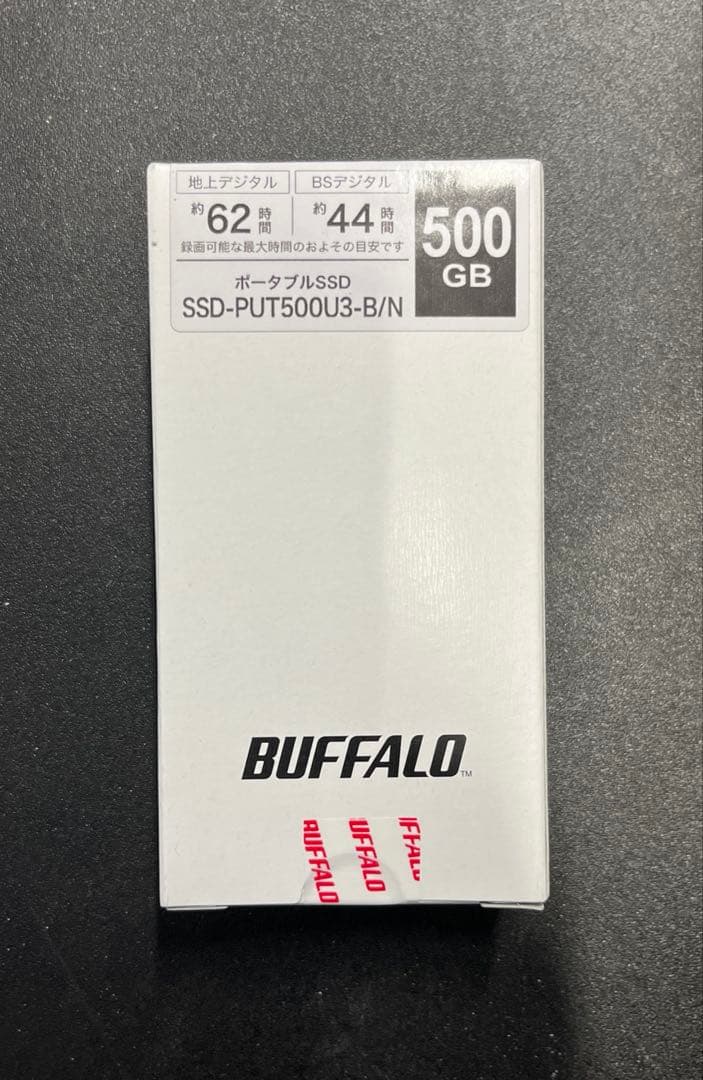 地上デジタル BSデジタル
約62時間 約44時間
録画可能な最大時間のおよその目安です
500
GB
ポータブルSSD
SSD-PUT500U3-B/N
BUFFALO™
BUFFALO
BUFFALO
IFFALO